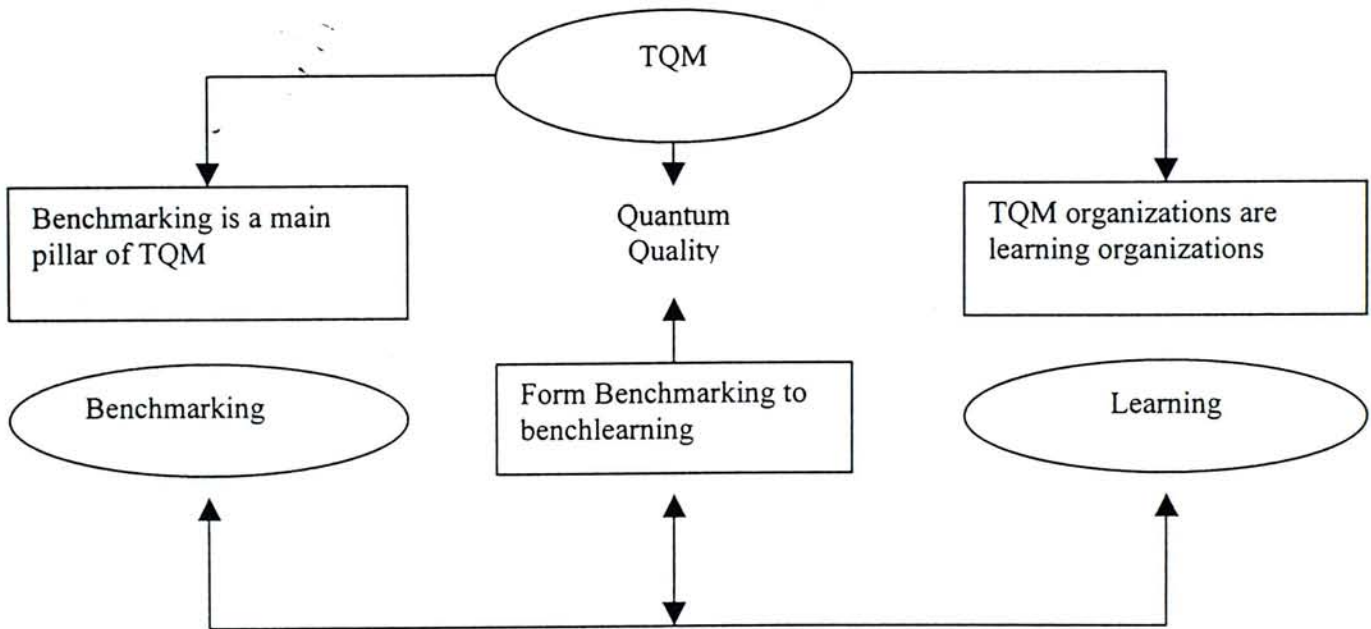 TQM
Benchmarking is a main
pillar of TQM
Quantum
Quality
TQM organizations are
learning organizations
Benchmarking
Form Benchmarking to
benchlearning
Learning